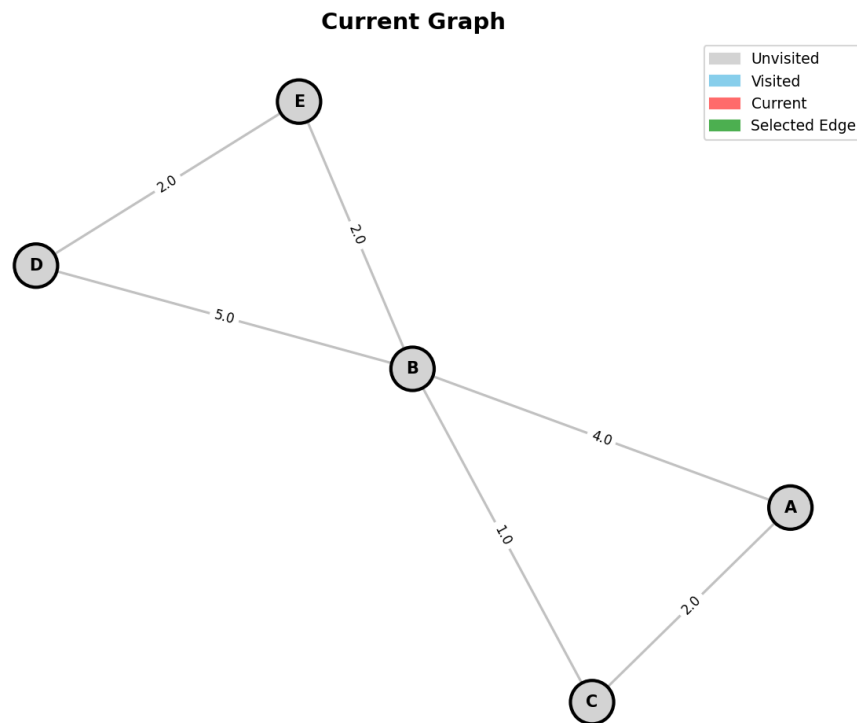 Current Graph
Unvisited
Visited
Current
Selected Edge
E
2.0
2.0
D
5.0
B
4.0
A
1.0
2.0
C